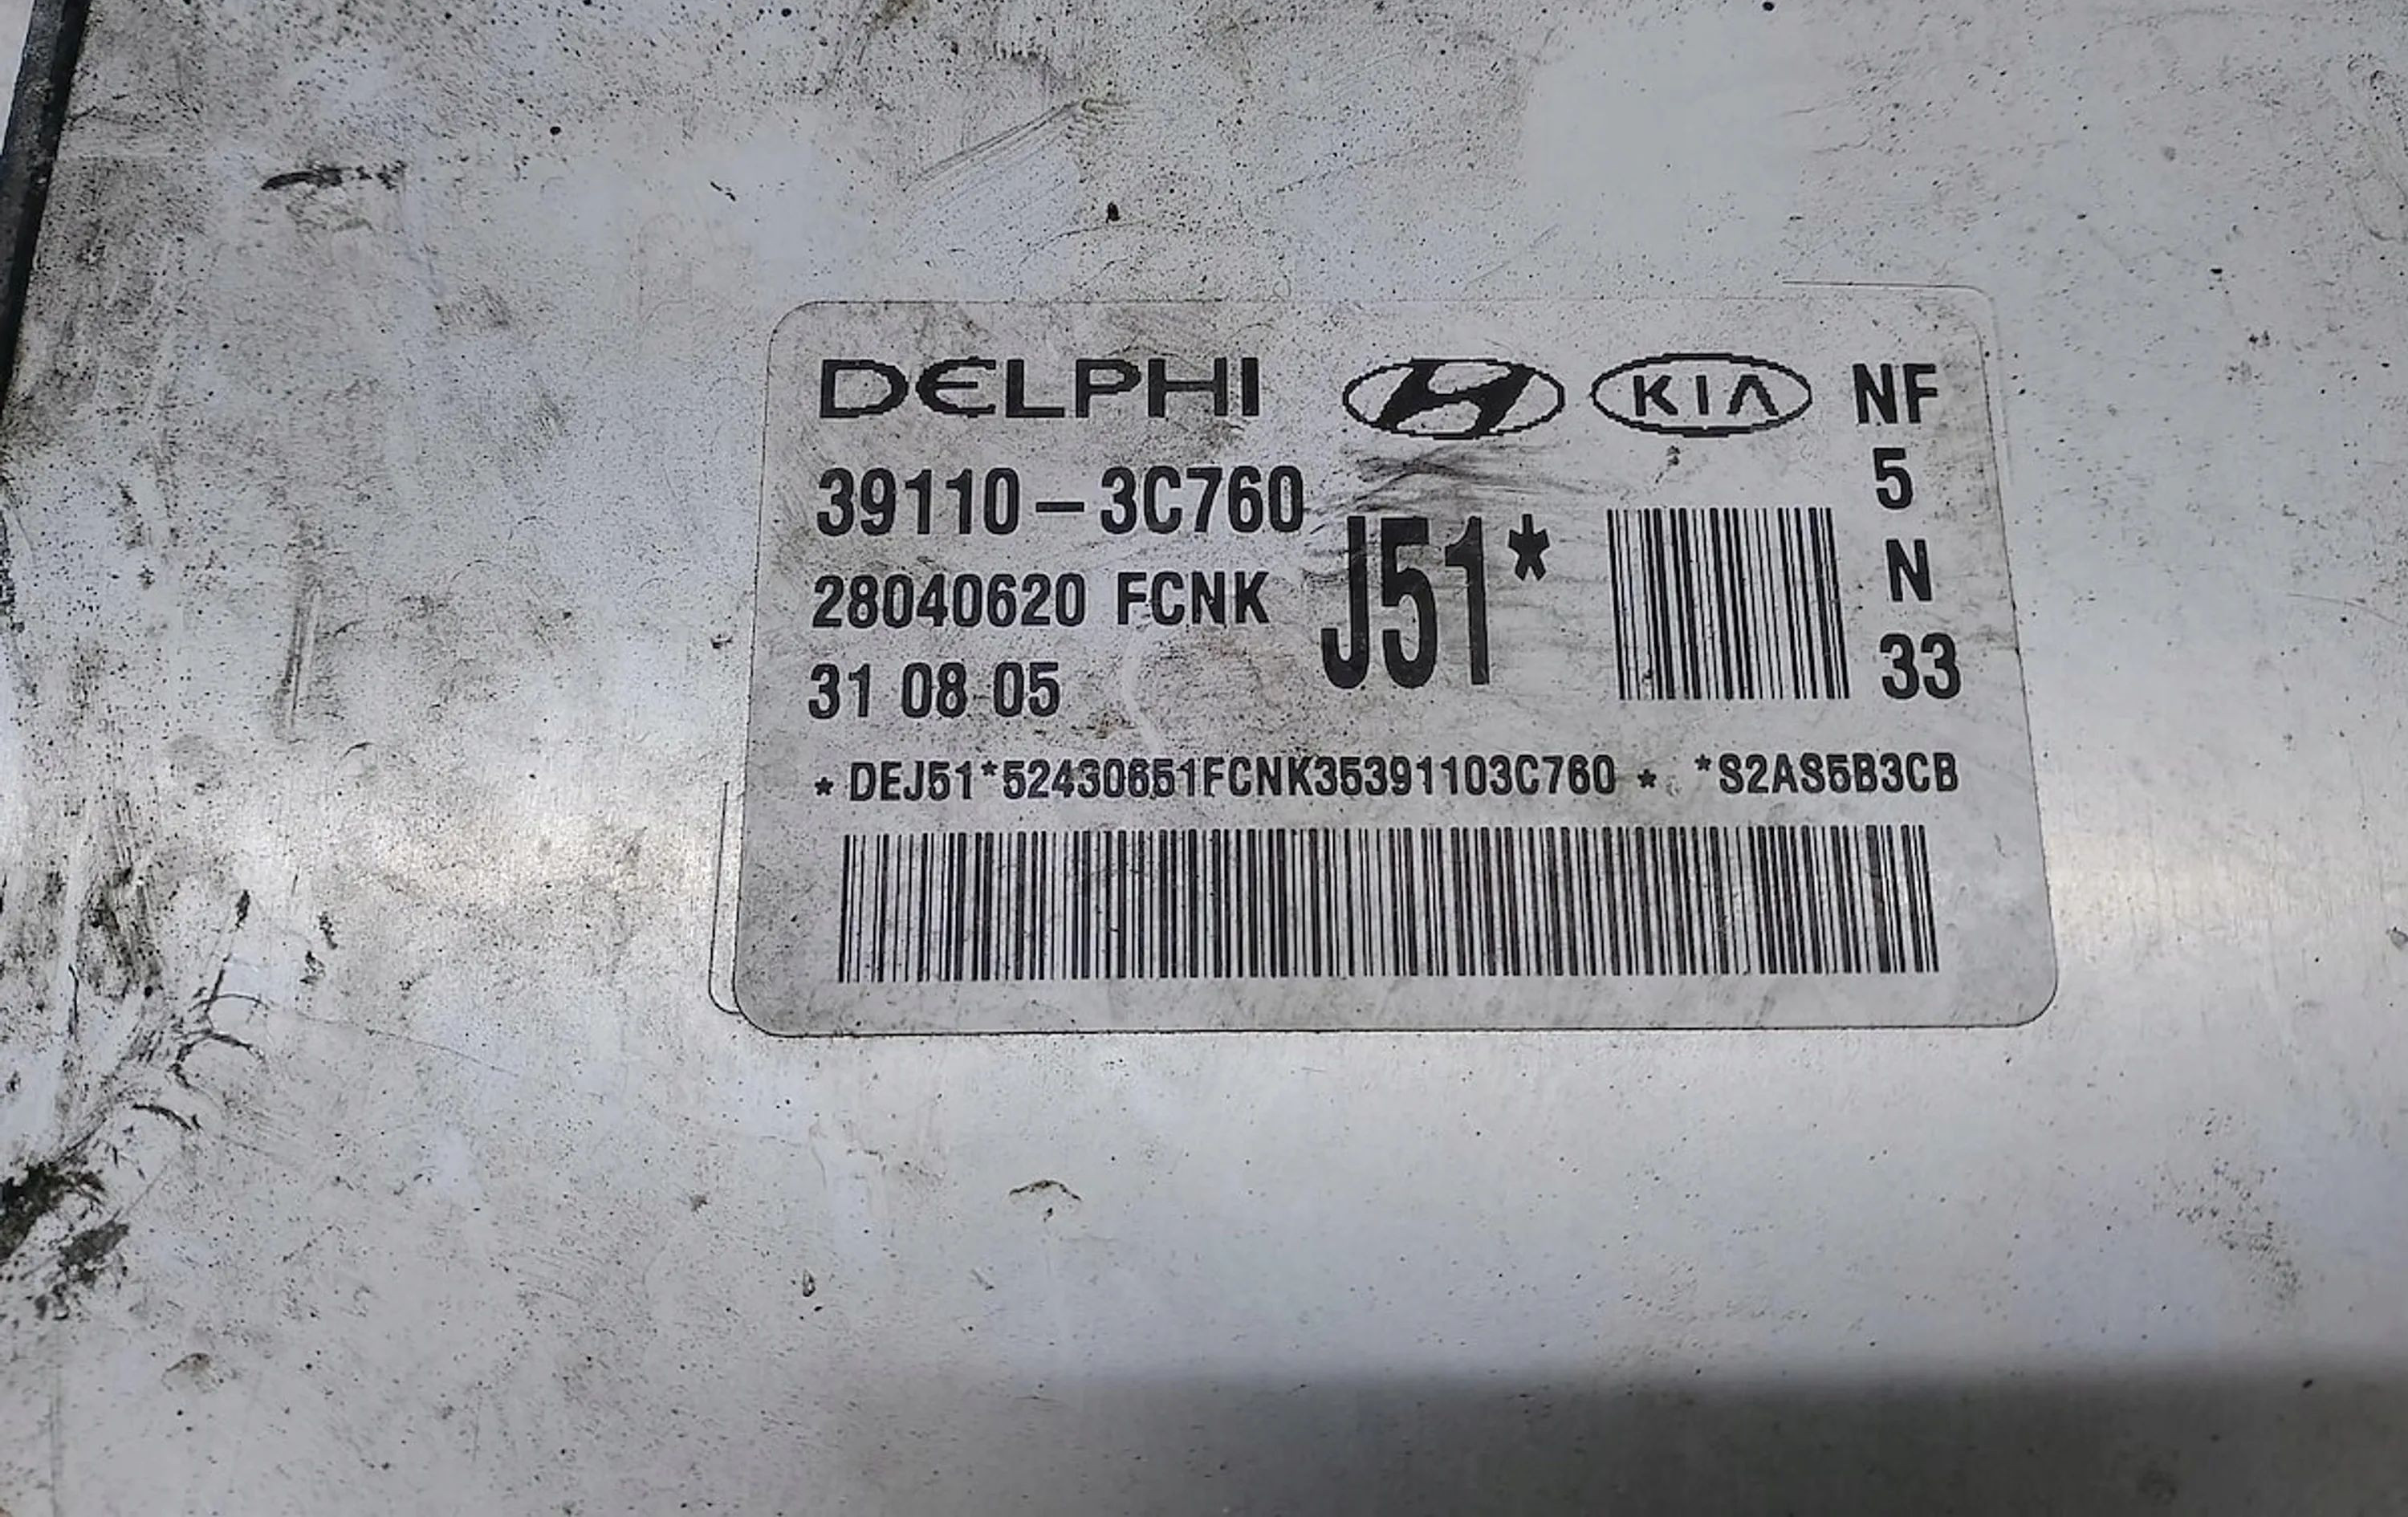 DELPHI KIA NF
39110-3C760 5
28040620 FCNK J51* N
31 08 05 33
* DEJ51*52430651FCNK35391103C760 * *S2AS5B3CB